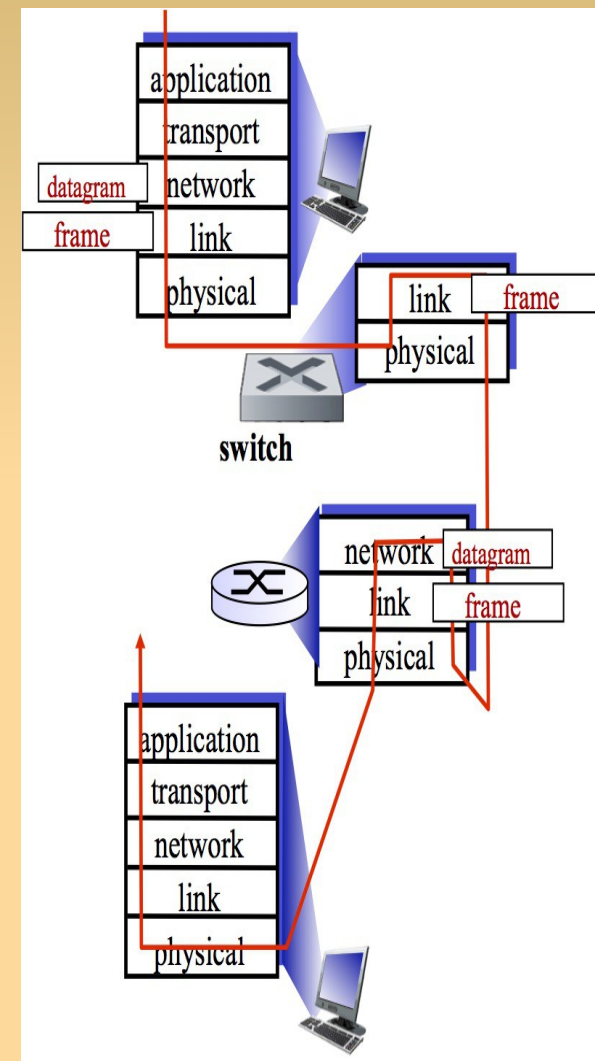 application
transport
datagram network
frame link
physical
link frame
physical
switch
network datagram
link frame
physical
application
transport
network
link
physical